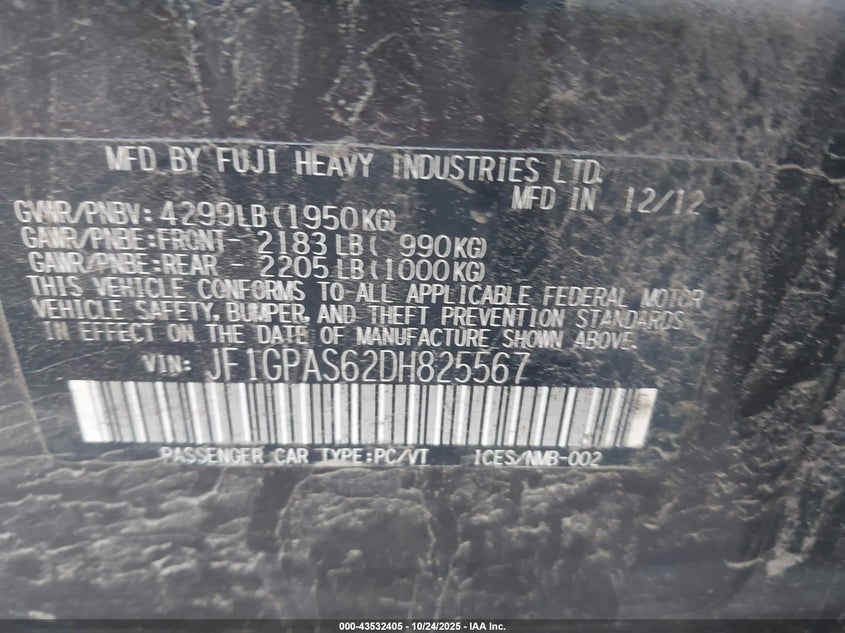 MFD BY FUJI HEAVY INDUSTRIES LTD.
MFD IN 12/12
GVWR/PNBV: 4299LB(1950KG)
GAWR/PNBE:FRONT- 2183 LB( 990KG)
GAWR/PNBE:REAR - 2205 LB(1000KG)
THIS VEHICLE CONFORMS TO ALL APPLICABLE FEDERAL MOTOR
VEHICLE SAFETY, BUMPER, AND THEFT PREVENTION STANDARDS
IN EFFECT ON THE DATE OF MANUFACTURE SHOWN ABOVE.
VIN: JF1GPAS62DH825567
PASSENGER CAR TYPE:PC/VT ICES/NMB-002
000-43532405 - 10/24/2025 - IAA Inc.